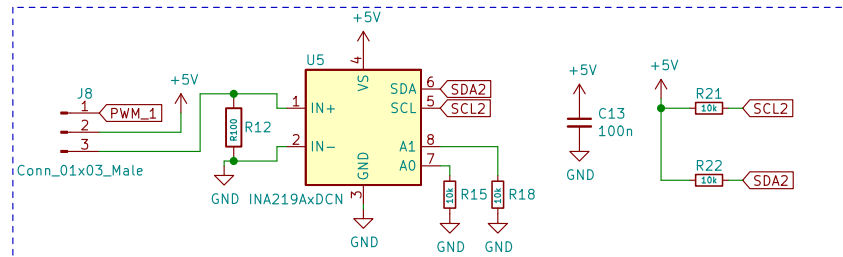 +5V
U5
4
VS
J8
1
PWM_1
2
3
Conn_01x03_Male
+5V
R100
R12
GND
1
IN+
2
IN-
SDA
6
SDA2
SCL
5
SCL2
A1
8
A0
7
GND
3
INA219AxDCN
GND
10k
R15
GND
10k
R18
GND
+5V
C13
100n
GND
+5V
R21
10k
SCL2
R22
10k
SDA2